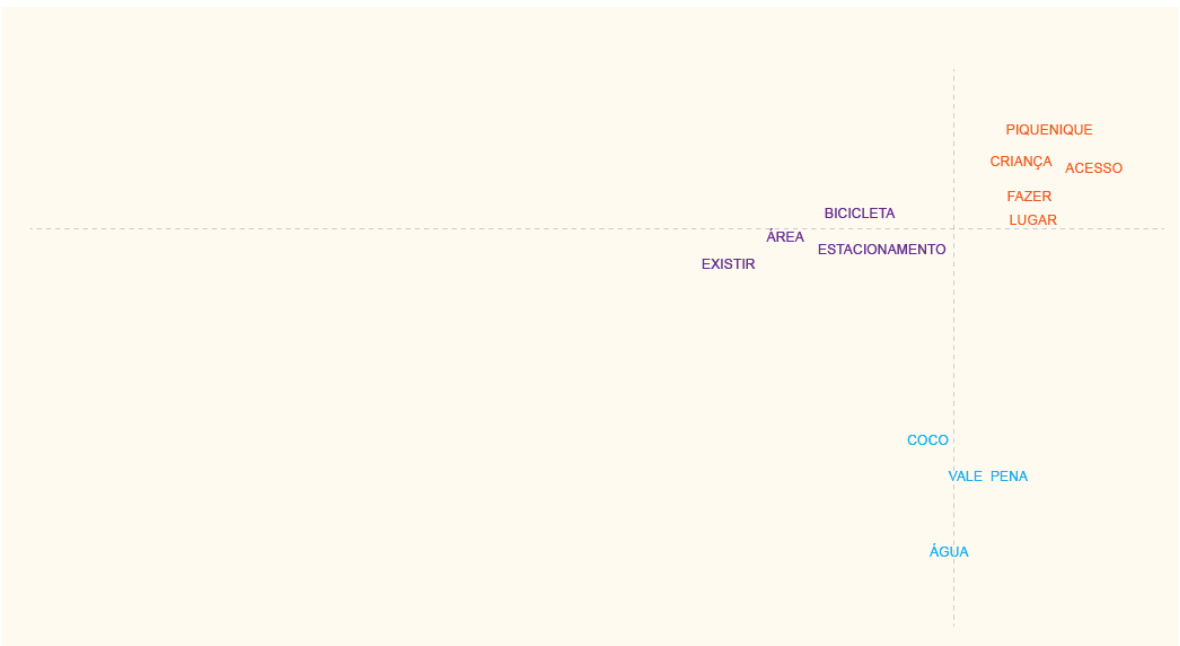 PIQUENIQUE
CRIANÇA
ACESSO
FAZER
BICICLETA
LUGAR
ÁREA
ESTACIONAMENTO
EXISTIR
COCO
VALE PENA
ÁGUA